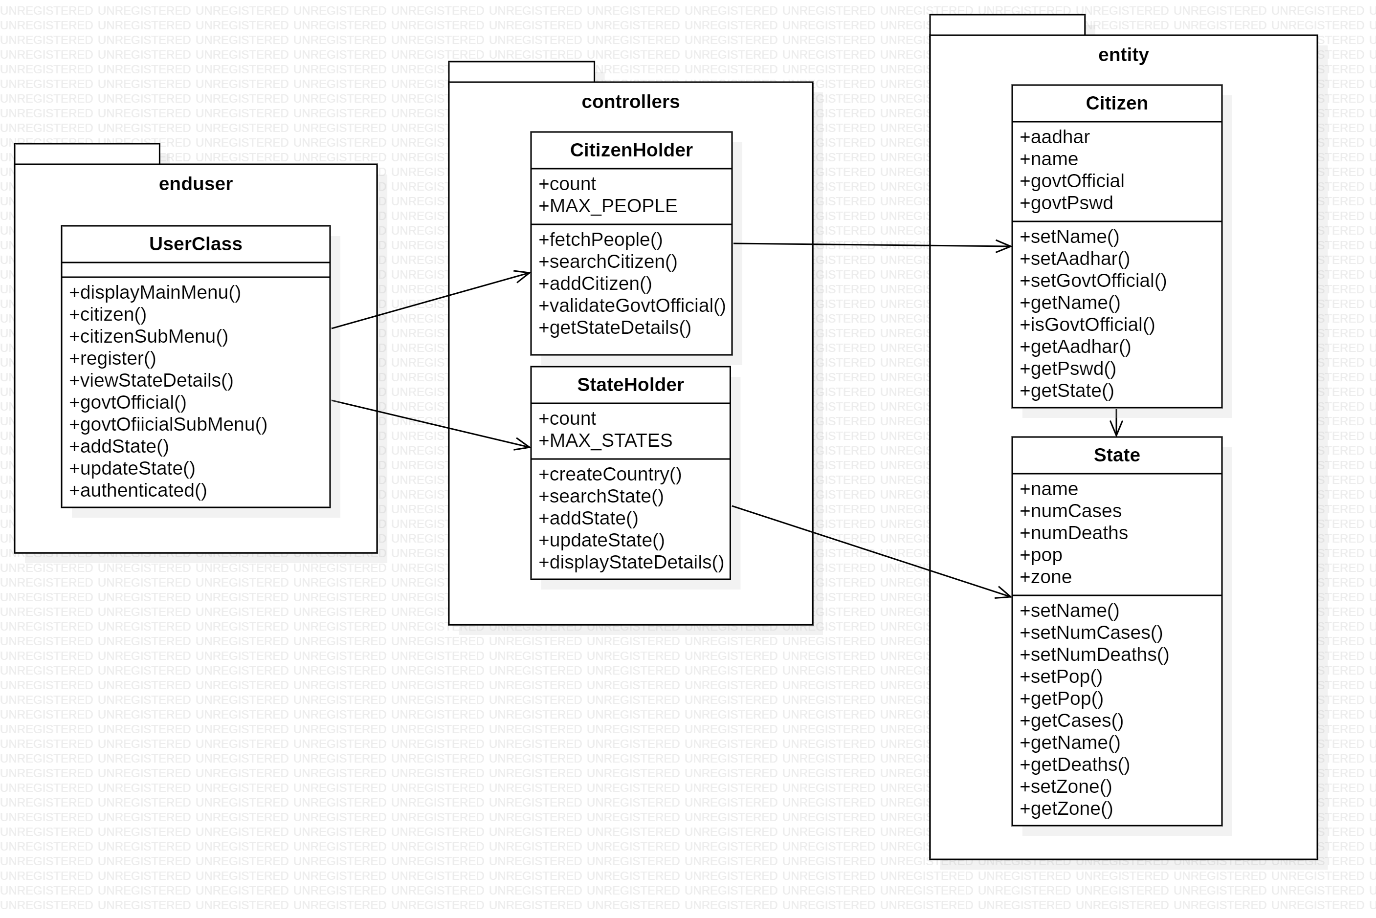 enduser
UserClass
+displayMainMenu()
+citizen()
+citizenSubMenu()
+register()
+viewStateDetails()
+govtOfficial()
+govtOfiicialSubMenu()
+addState()
+updateState()
+authenticated()
controllers
CitizenHolder
+count
+MAX_PEOPLE
+fetchPeople()
+searchCitizen()
+addCitizen()
+validateGovtOfficial()
+getStateDetails()
StateHolder
+count
+MAX_STATES
+createCountry()
+searchState()
+addState()
+updateState()
+displayStateDetails()
entity
Citizen
+aadhar
+name
+govtOfficial
+govtPswd
+setName()
+setAadhar()
+setGovtOfficial()
+getName()
+isGovtOfficial()
+getAadhar()
+getPswd()
+getState()
State
+name
+numCases
+numDeaths
+pop
+zone
+setName()
+setNumCases()
+setNumDeaths()
+setPop()
+getPop()
+getCases()
+getName()
+getDeaths()
+setZone()
+getZone()
UNREGISTERED